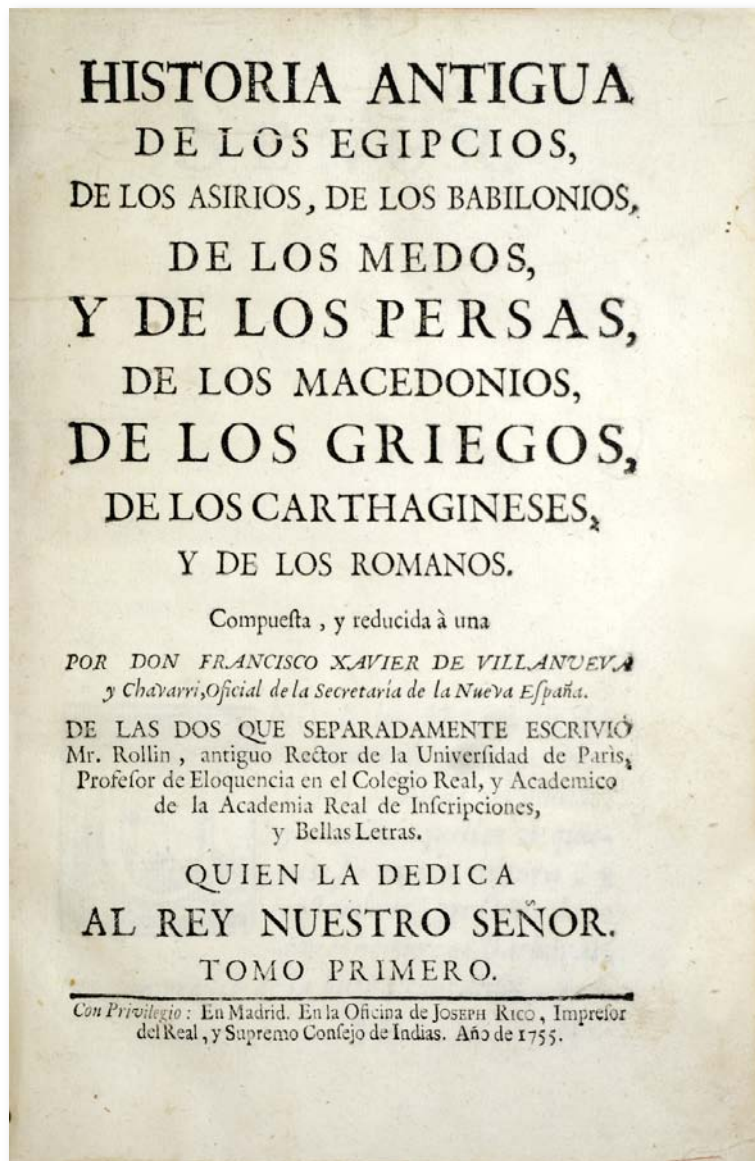 HISTORIA ANTIGUA
DE LOS EGIPCIOS,
DE LOS ASIRIOS, DE LOS BABILONIOS,
DE LOS MEDOS,
Y DE LOS PERSAS,
DE LOS MACEDONIOS,
DE LOS GRIEGOS,
DE LOS CARTHAGINESES,
Y DE LOS ROMANOS.
Compueſta, y reducida à una
POR DON FRANCISCO XAVIER DE VILLANUEVA
y Chavarri, Oficial de la Secretaría de la Nueva Eſpaña.
DE LAS DOS QUE SEPARADAMENTE ESCRIVIÓ
Mr. Rollin, antiguo Rector de la Univerſidad de Parìs,
Profeſor de Eloquencia en el Colegio Real, y Academico
de la Academia Real de Inſcripciones,
y Bellas Letras.
QUIEN LA DEDICA
AL REY NUESTRO SEÑOR.
TOMO PRIMERO.
Con Privilegio: En Madrid. En la Oficina de JOSEPH RICO, Impreſor
del Real, y Supremo Conſejo de Indias. Año de 1755.